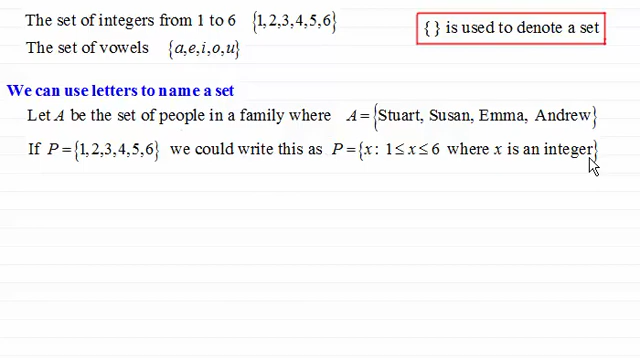 The set of integers from 1 to 6 {1,2,3,4,5,6}
{ } is used to denote a set
The set of vowels {a,e,i,o,u}
We can use letters to name a set
Let A be the set of people in a family where A={Stuart, Susan, Emma, Andrew}
If P={1,2,3,4,5,6} we could write this as P={x: 1≤x≤6 where x is an integer}